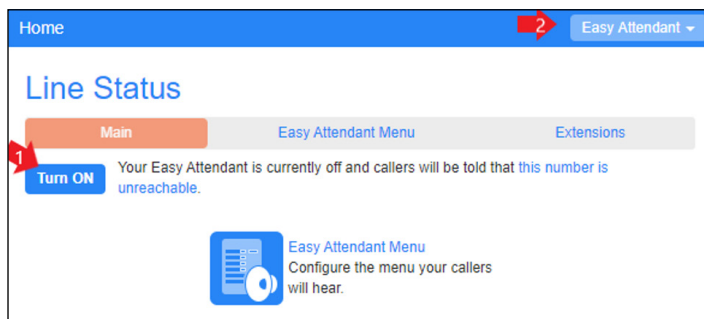 Home
2
Easy Attendant
Line Status
Main
Easy Attendant Menu
Extensions
1
Turn ON
Your Easy Attendant is currently off and callers will be told that this number is
unreachable.
Easy Attendant Menu
Configure the menu your callers
will hear.